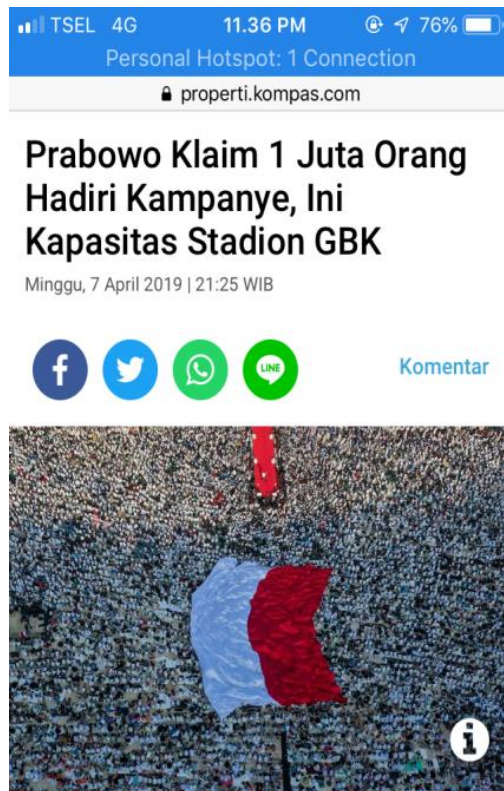 TSEL 4G 11.36 PM 76%
Personal Hotspot: 1 Connection
properti.kompas.com
Prabowo Klaim 1 Juta Orang
Hadiri Kampanye, Ini
Kapasitas Stadion GBK
Minggu, 7 April 2019 | 21:25 WIB
f LINE Komentar
i